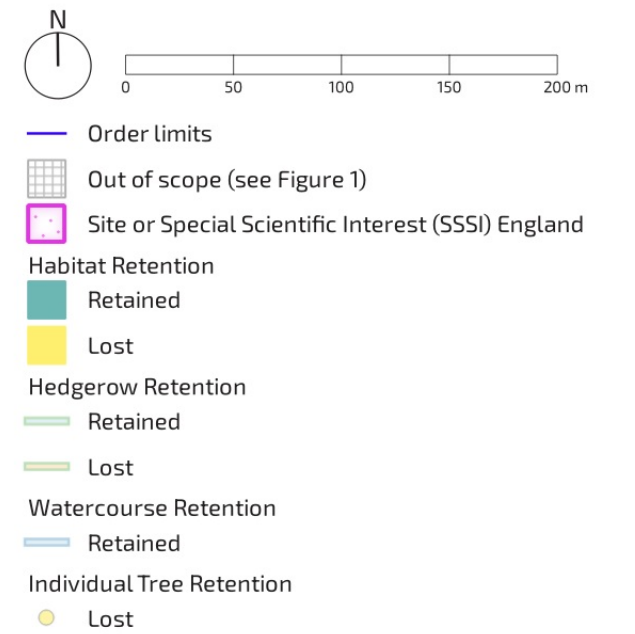 N
0 50 100 150 200 m
Order limits
Out of scope (see Figure 1)
Site or Special Scientific Interest (SSSI) England
Habitat Retention
Retained
Lost
Hedgerow Retention
Retained
Lost
Watercourse Retention
Retained
Individual Tree Retention
Lost